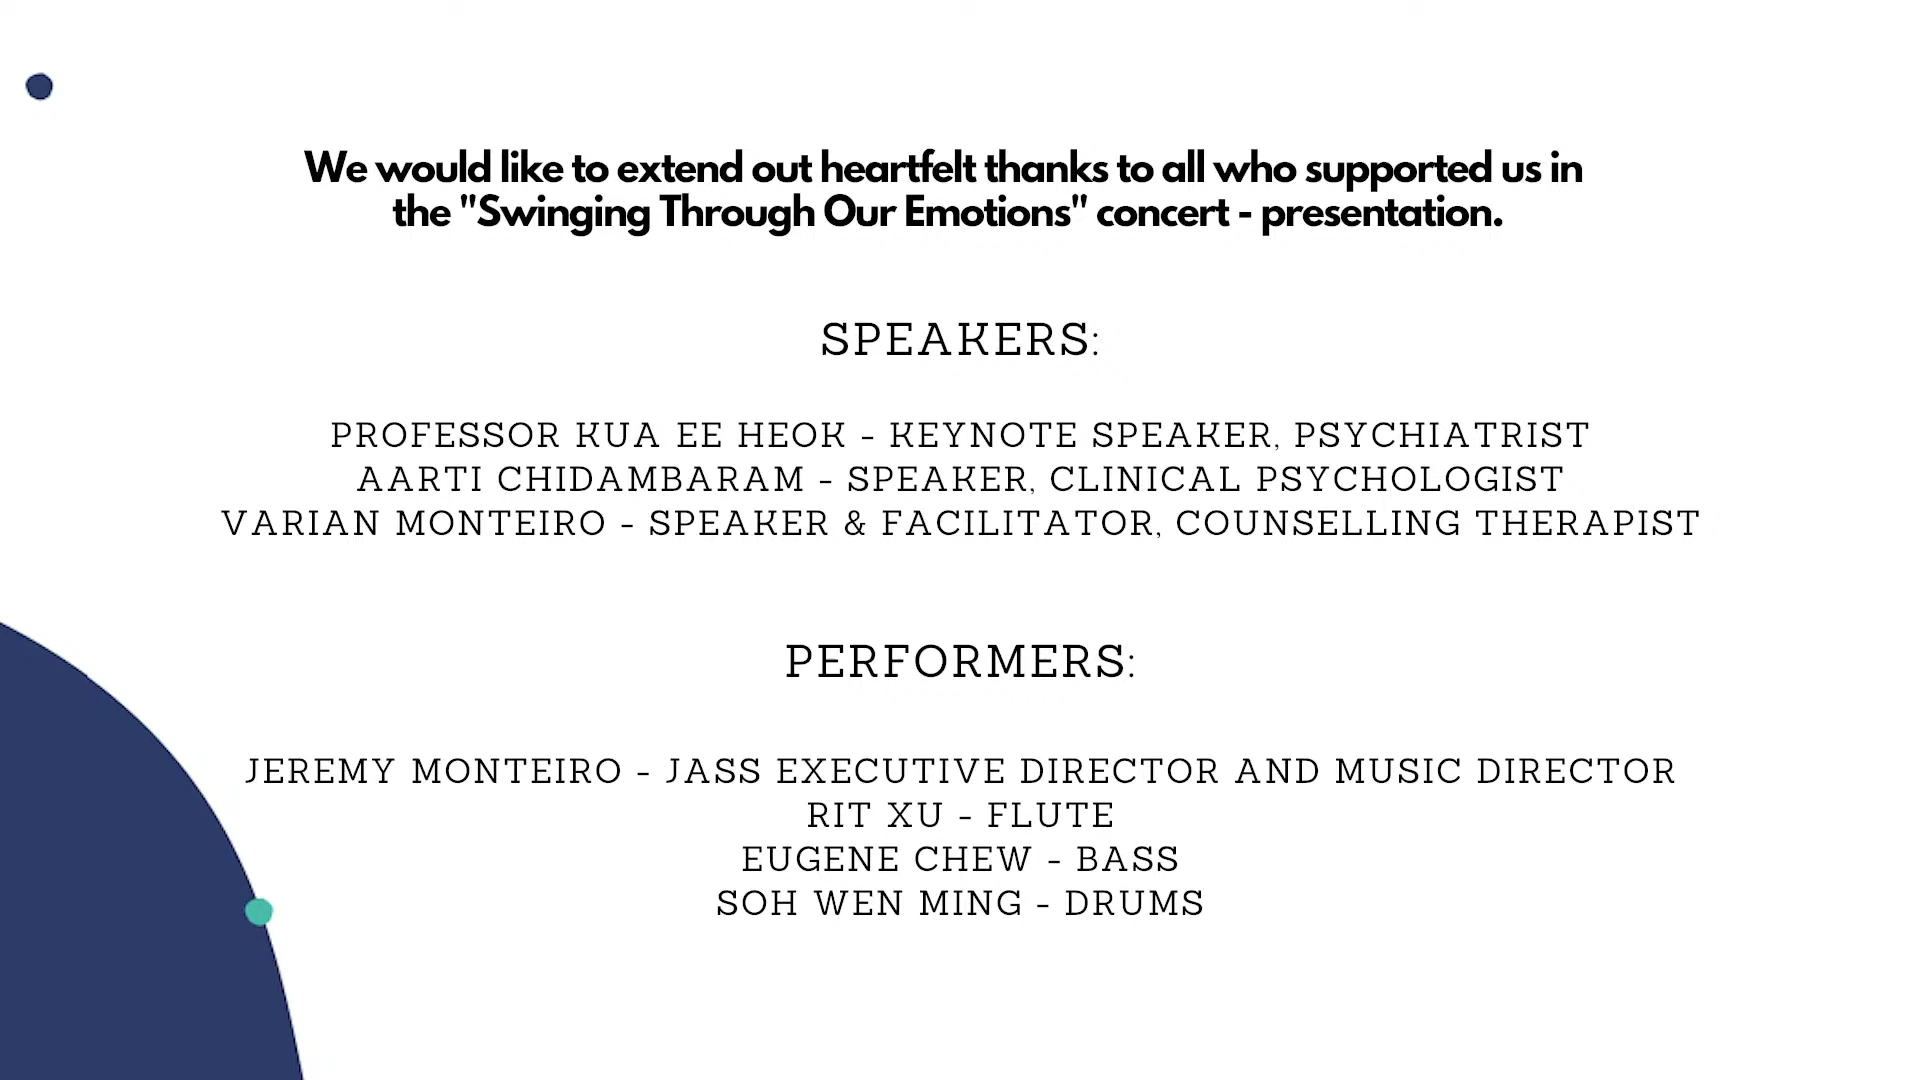 We would like to extend out heartfelt thanks to all who supported us in
the "Swinging Through Our Emotions" concert - presentation.
SPEAKERS:
PROFESSOR KUA EE HEOK - KEYNOTE SPEAKER, PSYCHIATRIST
AARTI CHIDAMBARAM - SPEAKER, CLINICAL PSYCHOLOGIST
VARIAN MONTEIRO - SPEAKER & FACILITATOR, COUNSELLING THERAPIST
PERFORMERS:
JEREMY MONTEIRO - JASS EXECUTIVE DIRECTOR AND MUSIC DIRECTOR
RIT XU - FLUTE
EUGENE CHEW - BASS
SOH WEN MING - DRUMS